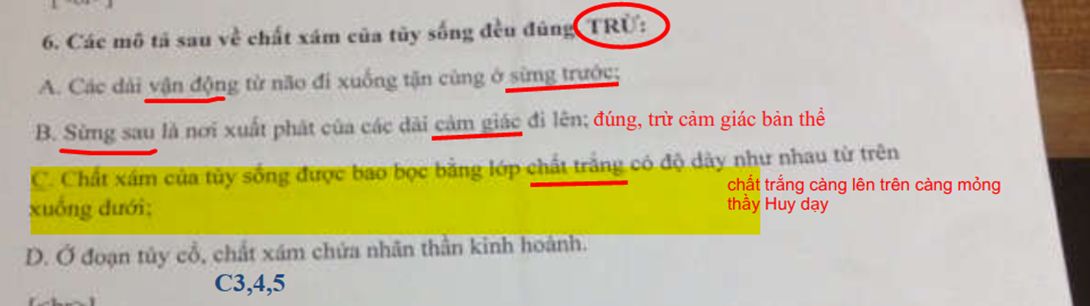 6. Các mô tả sau về chất xám của tủy sống đều đúng TRỪ:
A. Các dải vận động từ não đi xuống tận cùng ở sừng trước;
B. Sừng sau là nơi xuất phát của các dải cảm giác đi lên; đúng, trừ cảm giác bản thể
C. Chất xám của tủy sống được bao bọc bằng lớp chất trắng có độ dày như nhau từ trên
xuống dưới;
chất trắng càng lên trên càng mỏng
thầy Huy dạy
D. Ở đoạn tủy cổ, chất xám chứa nhân thần kinh hoành.
C3,4,5